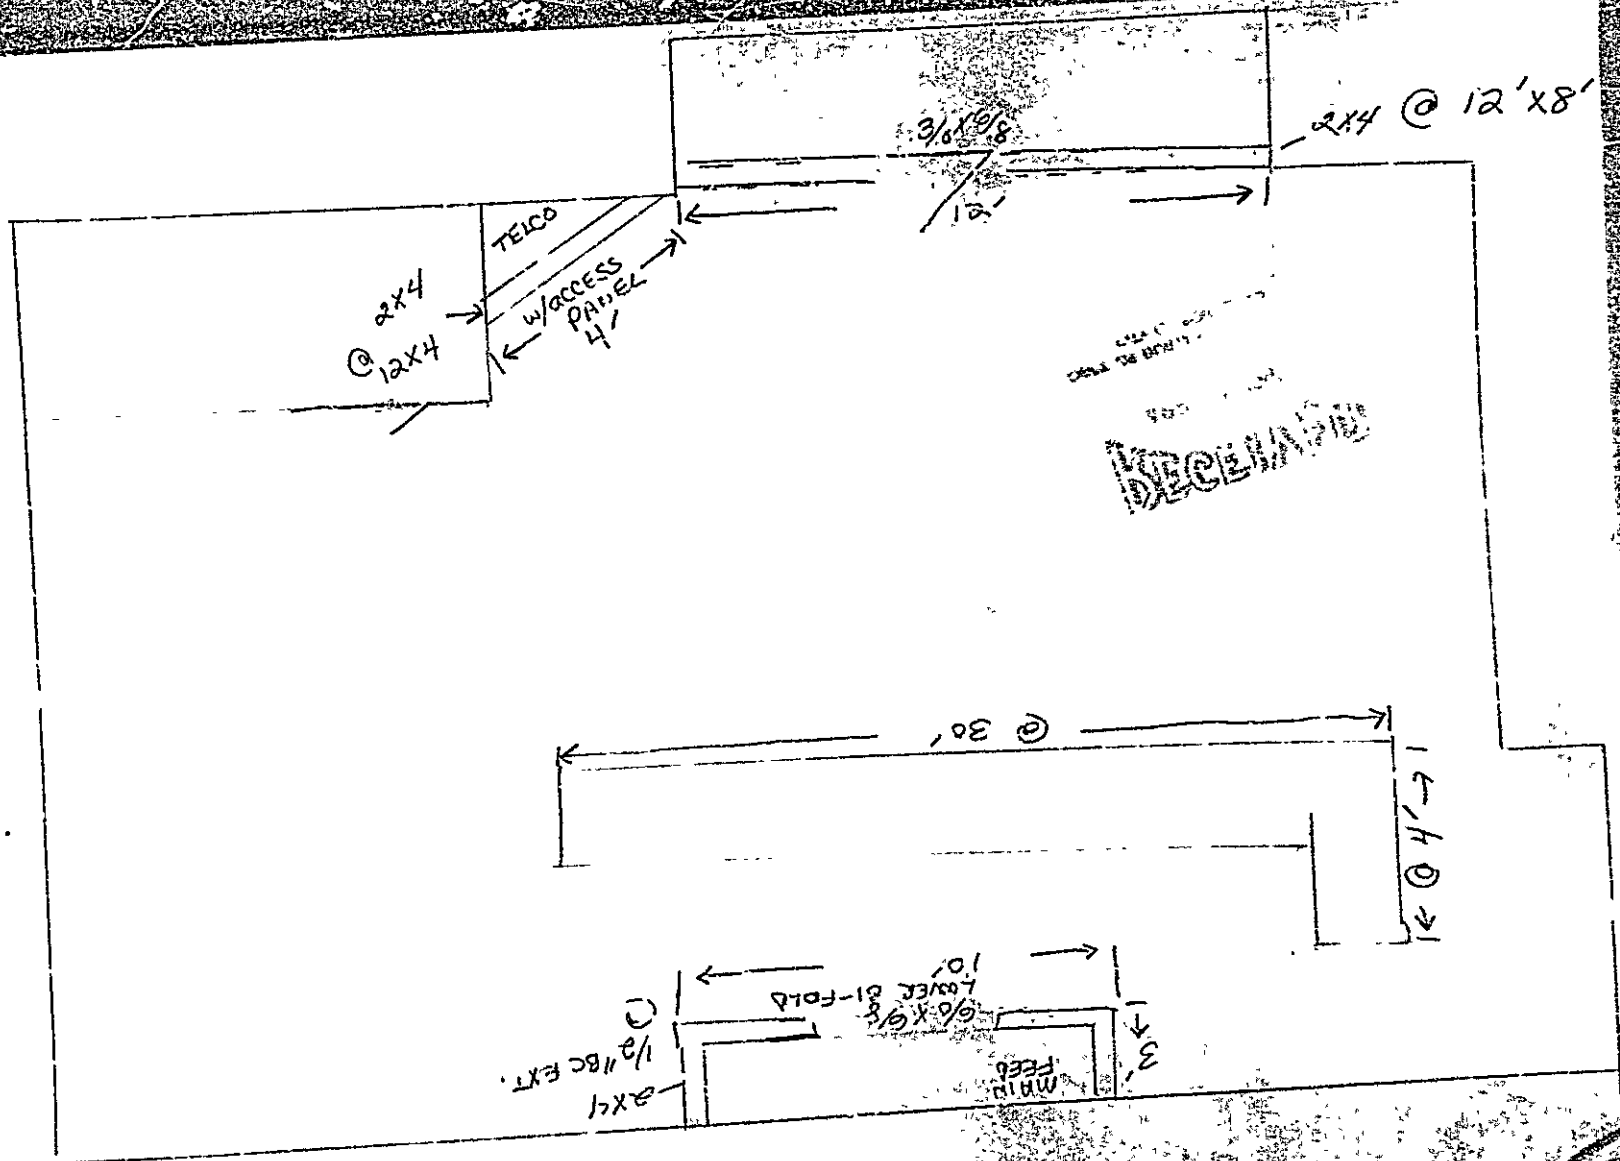 3/0 X 6/8
12'
2X4 @ 12'X8'
TELCO
w/ACCESS
PANEL
4'
2X4
@ 12X4
RECEIVED
@ 30'
@ 4'
10'
6/0 X 6/8
LOUVER BI-FOLD
3'
MAIN
FEED
2X4
1/2" BC EXT.